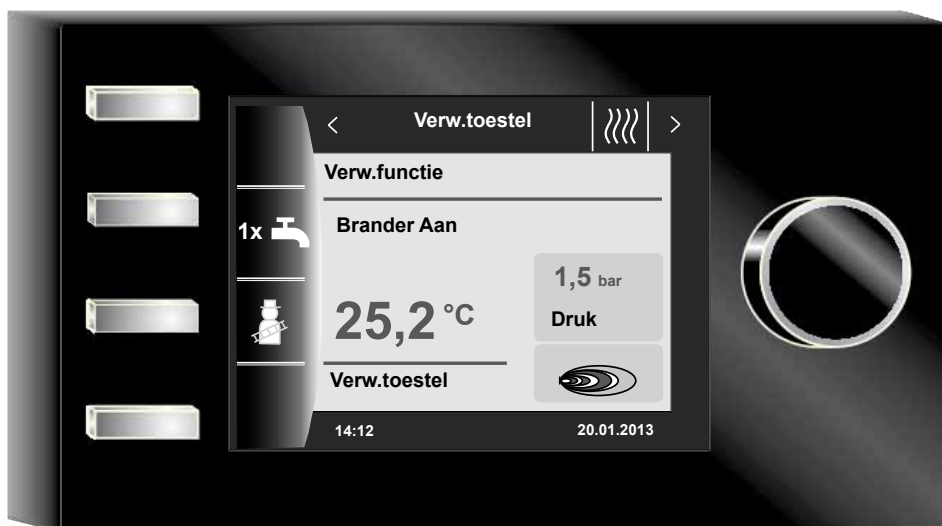 Verw.toestel
Verw.functie
1x
Brander Aan
1,5 bar
Druk
25,2 °C
Verw.toestel
14:12
20.01.2013